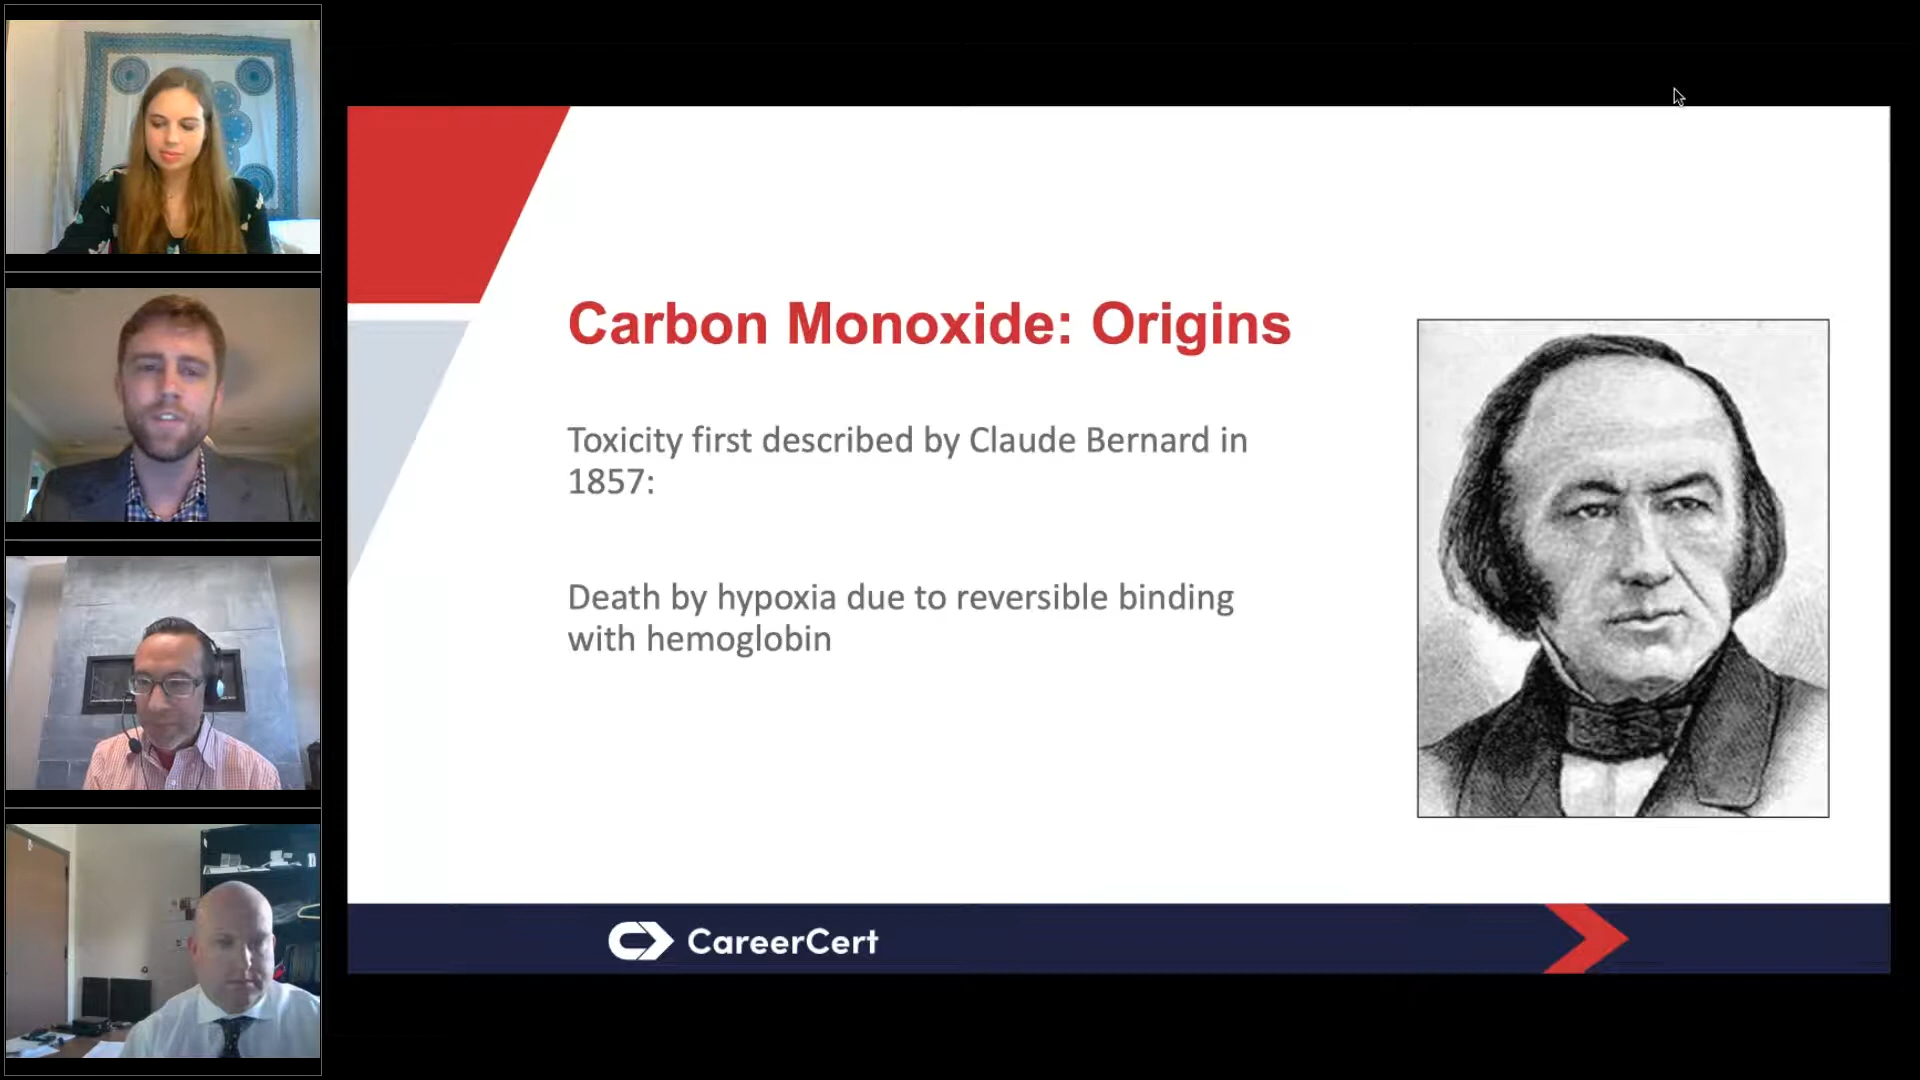 Carbon Monoxide: Origins
Toxicity first described by Claude Bernard in
1857:
Death by hypoxia due to reversible binding
with hemoglobin
CareerCert